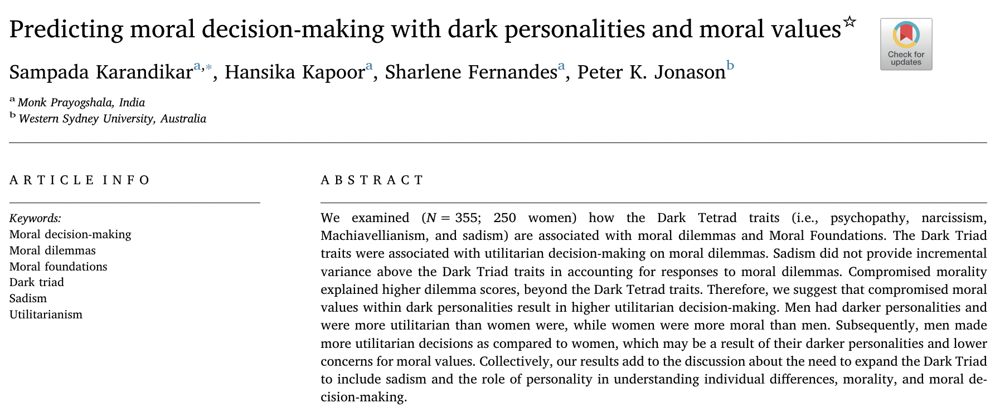 Predicting moral decision-making with dark personalities and moral values☆
Check for
updates
Sampada Karandikara,*, Hansika Kapoora, Sharlene Fernandesa, Peter K. Jonasonb
a Monk Prayogshala, India
b Western Sydney University, Australia
ARTICLE INFO
Keywords:
Moral decision-making
Moral dilemmas
Moral foundations
Dark triad
Sadism
Utilitarianism
ABSTRACT
We examined (N = 355; 250 women) how the Dark Tetrad traits (i.e., psychopathy, narcissism,
Machiavellianism, and sadism) are associated with moral dilemmas and Moral Foundations. The Dark Triad
traits were associated with utilitarian decision-making on moral dilemmas. Sadism did not provide incremental
variance above the Dark Triad traits in accounting for responses to moral dilemmas. Compromised morality
explained higher dilemma scores, beyond the Dark Tetrad traits. Therefore, we suggest that compromised moral
values within dark personalities result in higher utilitarian decision-making. Men had darker personalities and
were more utilitarian than women were, while women were more moral than men. Subsequently, men made
more utilitarian decisions as compared to women, which may be a result of their darker personalities and lower
concerns for moral values. Collectively, our results add to the discussion about the need to expand the Dark Triad
to include sadism and the role of personality in understanding individual differences, morality, and moral de-
cision-making.